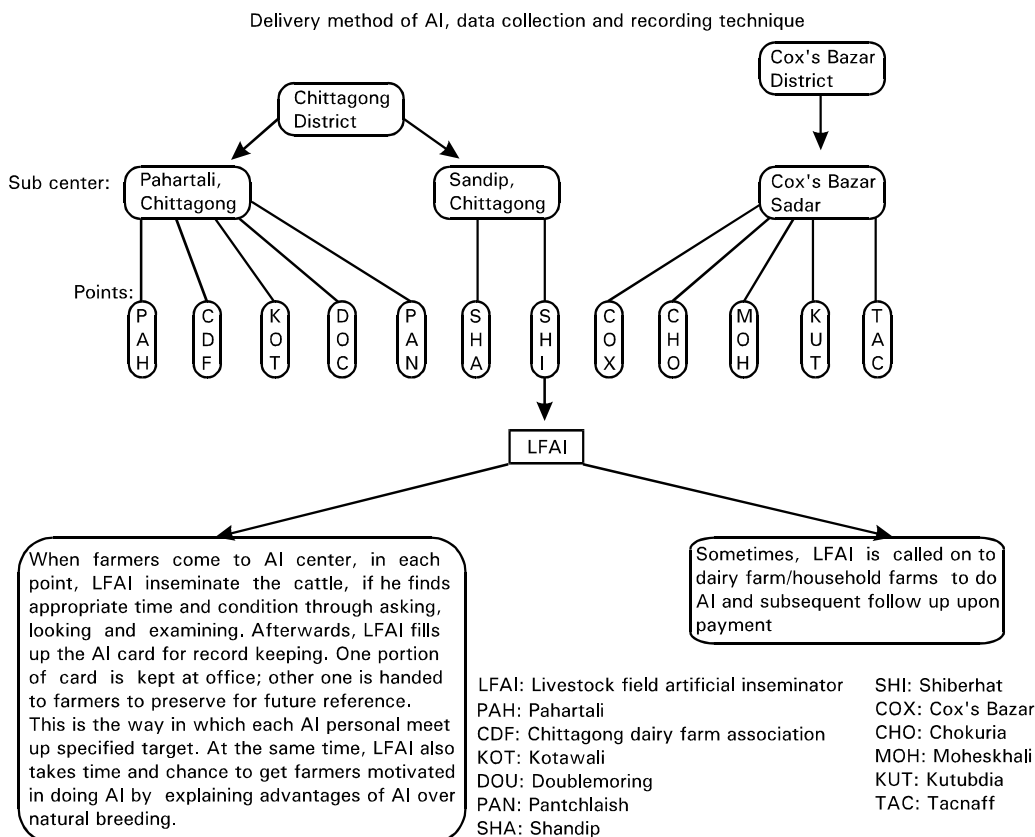 Delivery method of AI, data collection and recording technique
Cox's Bazar
District
Chittagong
District
Sub center:
Pahartali,
Chittagong
Sandip,
Chittagong
Cox's Bazar
Sadar
Points:
PAH
CDF
KOT
DOC
PAN
SHA
SHI
COX
CHO
MOH
KUT
TAC
LFAI
When farmers come to AI center, in each
point, LFAI inseminate the cattle, if he finds
appropriate time and condition through asking,
looking and examining. Afterwards, LFAI fills
up the AI card for record keeping. One portion
of card is kept at office; other one is handed
to farmers to preserve for future reference.
This is the way in which each AI personal meet
up specified target. At the same time, LFAI also
takes time and chance to get farmers motivated
in doing AI by explaining advantages of AI over
natural breeding.
Sometimes, LFAI is called on to
dairy farm/household farms to do
AI and subsequent follow up upon
payment
LFAI: Livestock field artificial inseminator
PAH: Pahartali
CDF: Chittagong dairy farm association
KOT: Kotawali
DOU: Doublemoring
PAN: Pantchlaish
SHA: Shandip
SHI: Shiberhat
COX: Cox's Bazar
CHO: Chokuria
MOH: Moheskhali
KUT: Kutubdia
TAC: Tacnaff